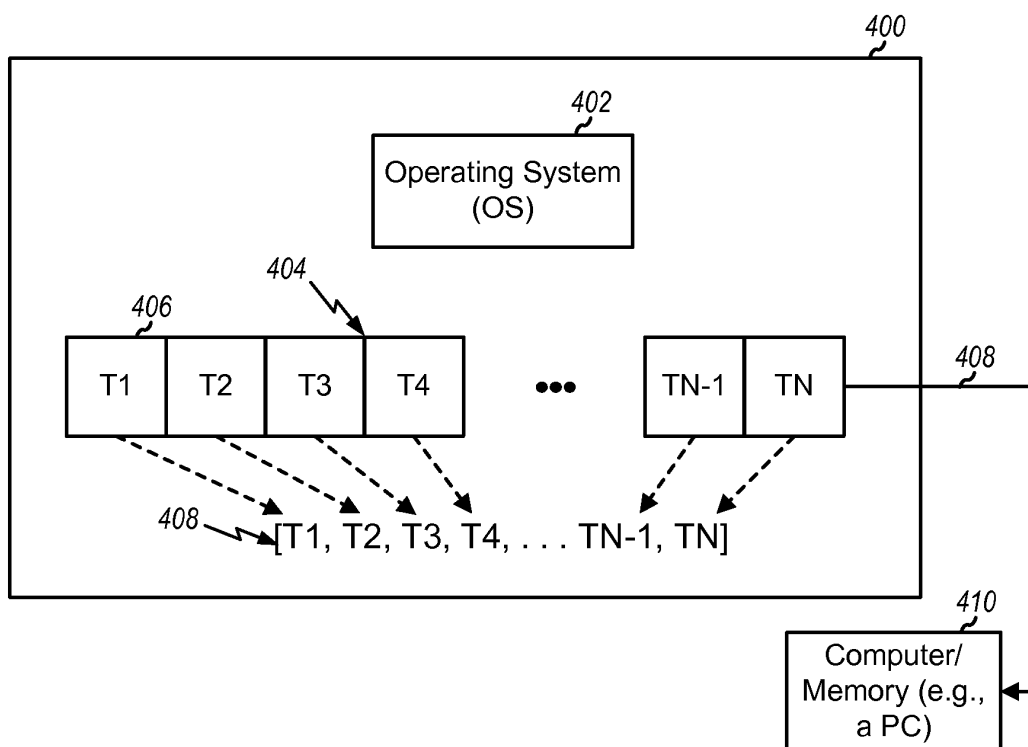 400
402
Operating System
(OS)
404
406
T1 T2 T3 T4 ••• TN-1 TN
408
408
[T1, T2, T3, T4, . . . TN-1, TN]
410
Computer/
Memory (e.g.,
a PC)